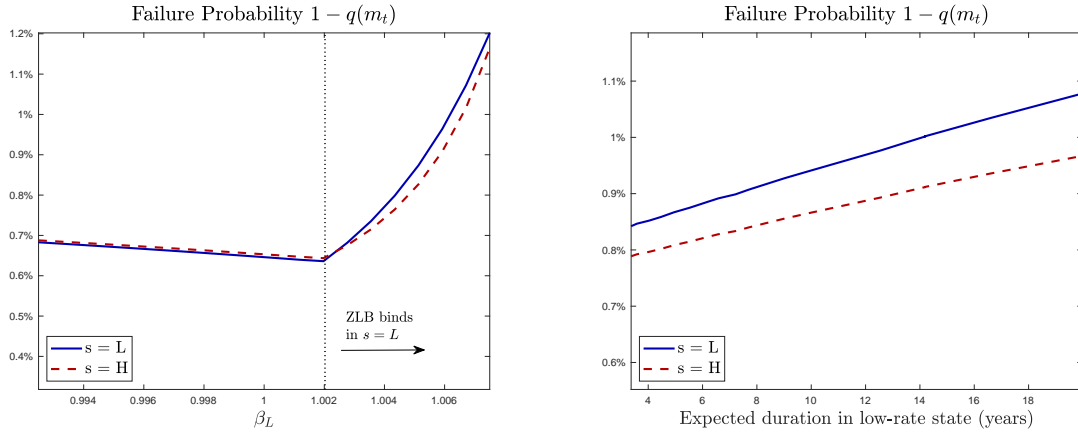 Failure Probability 1 − q(m_t)
1.2%
1.1%
1%
0.9%
0.8%
0.7%
0.6%
0.5%
0.4%
ZLB binds
in s = L
s = L
s = H
0.994 0.996 0.998 1 1.002 1.004 1.006
β_L
Failure Probability 1 − q(m_t)
1.1%
1%
0.9%
0.8%
0.7%
0.6%
s = L
s = H
4 6 8 10 12 14 16 18
Expected duration in low-rate state (years)